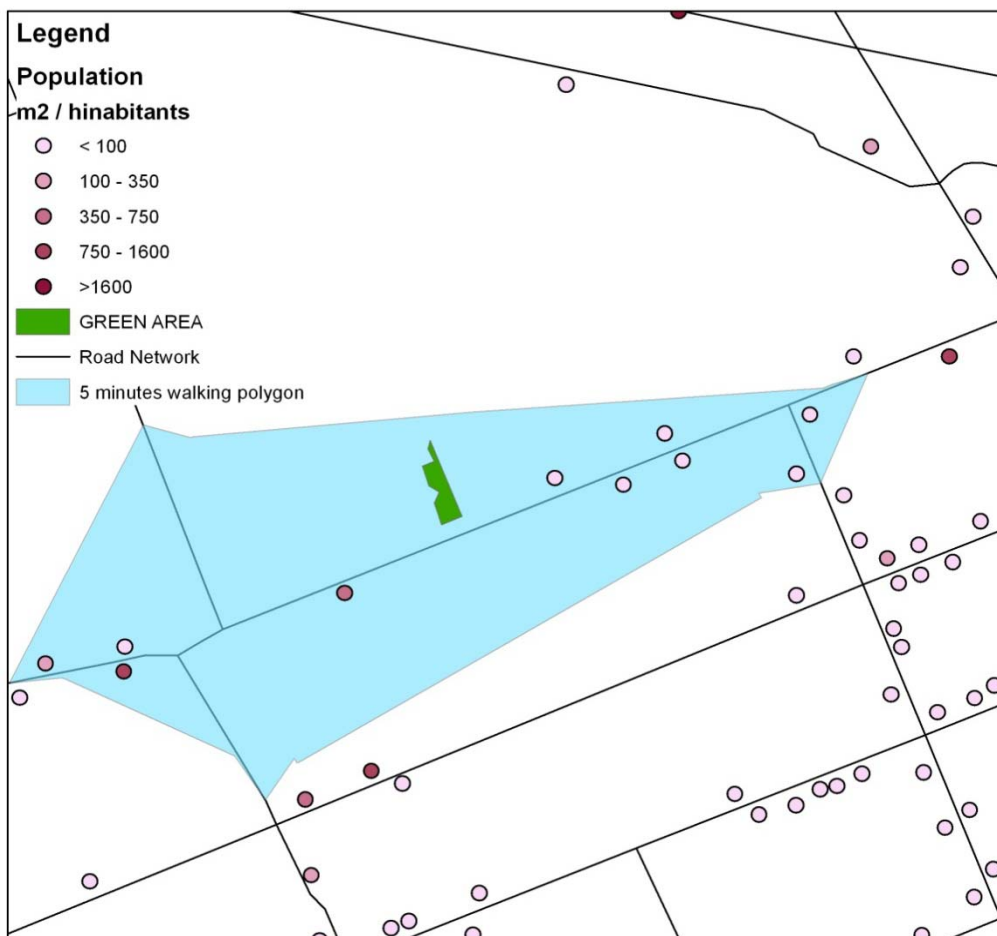 Legend
Population
m2 / hinabitants
< 100
100 - 350
350 - 750
750 - 1600
>1600
GREEN AREA
Road Network
5 minutes walking polygon